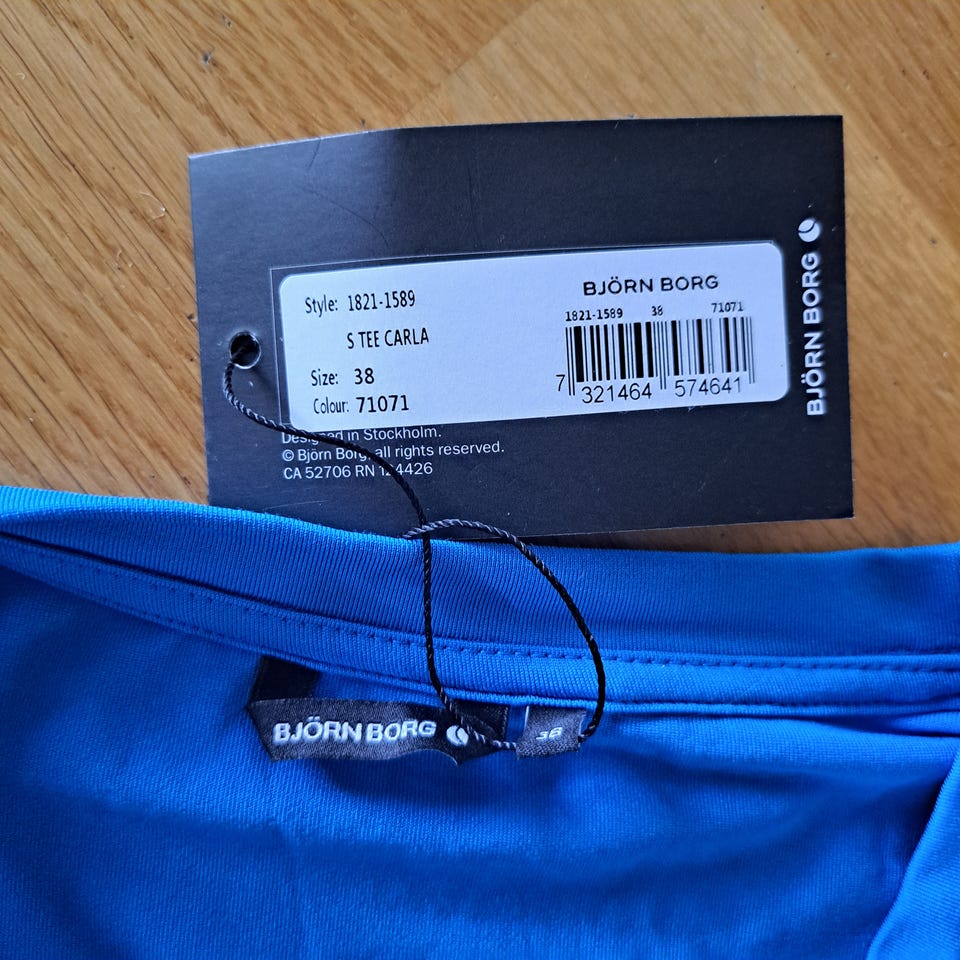 Style: 1821-1589
S TEE CARLA
Size: 38
Colour: 71071
BJÖRN BORG
1821-1589 38 71071
7 321464 574641
BJÖRN BORG
Designed in Stockholm.
© Björn Borg, all rights reserved.
CA 52706 RN 124426
BJÖRN BORG
38